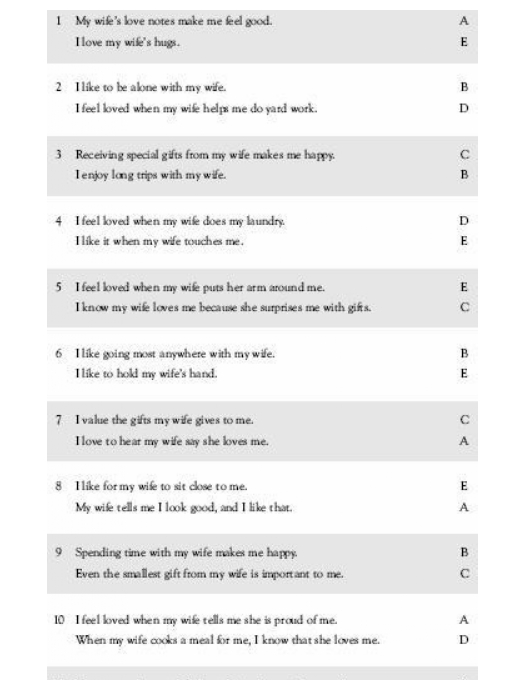 1 My wife's love notes make me feel good. A
I love my wife's hugs. E
2 I like to be alone with my wife. B
I feel loved when my wife helps me do yard work. D
3 Receiving special gifts from my wife makes me happy. C
I enjoy long trips with my wife. B
4 I feel loved when my wife does my laundry. D
I like it when my wife touches me. E
5 I feel loved when my wife puts her arm around me. E
I know my wife loves me because she surprises me with gifts. C
6 I like going most anywhere with my wife. B
I like to hold my wife's hand. E
7 I value the gifts my wife gives to me. C
I love to hear my wife say she loves me. A
8 I like for my wife to sit close to me. E
My wife tells me I look good, and I like that. A
9 Spending time with my wife makes me happy. B
Even the smallest gift from my wife is important to me. C
10 I feel loved when my wife tells me she is proud of me. A
When my wife cooks a meal for me, I know that she loves me. D